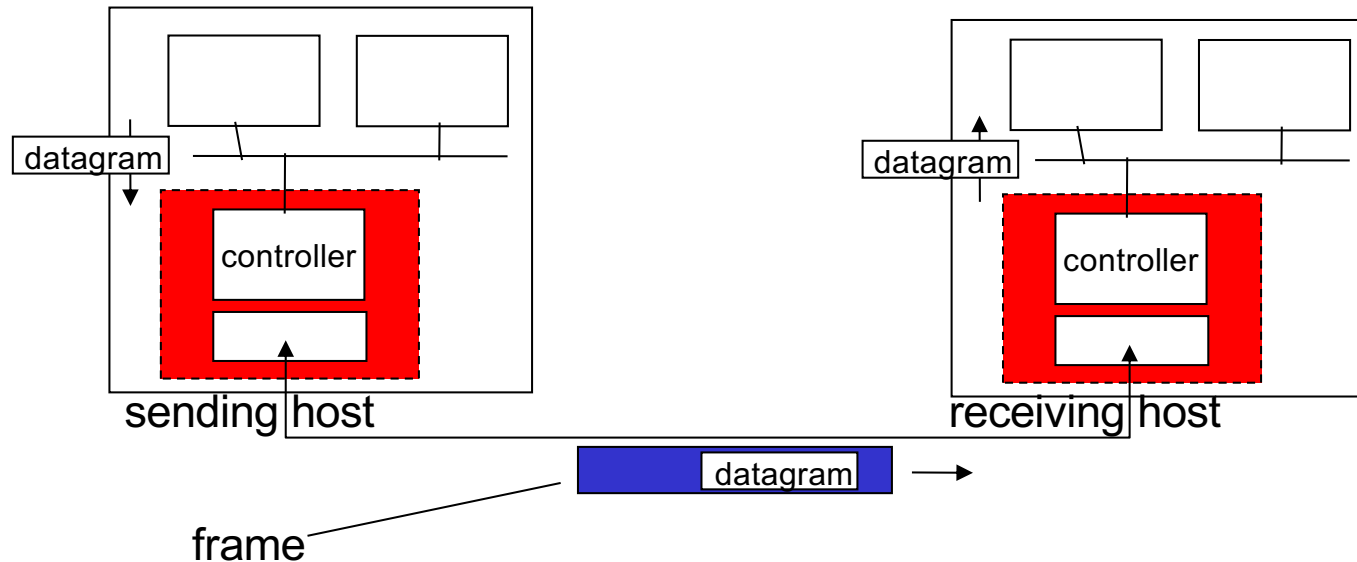 datagram
datagram
controller
controller
sending host
receiving host
datagram
frame